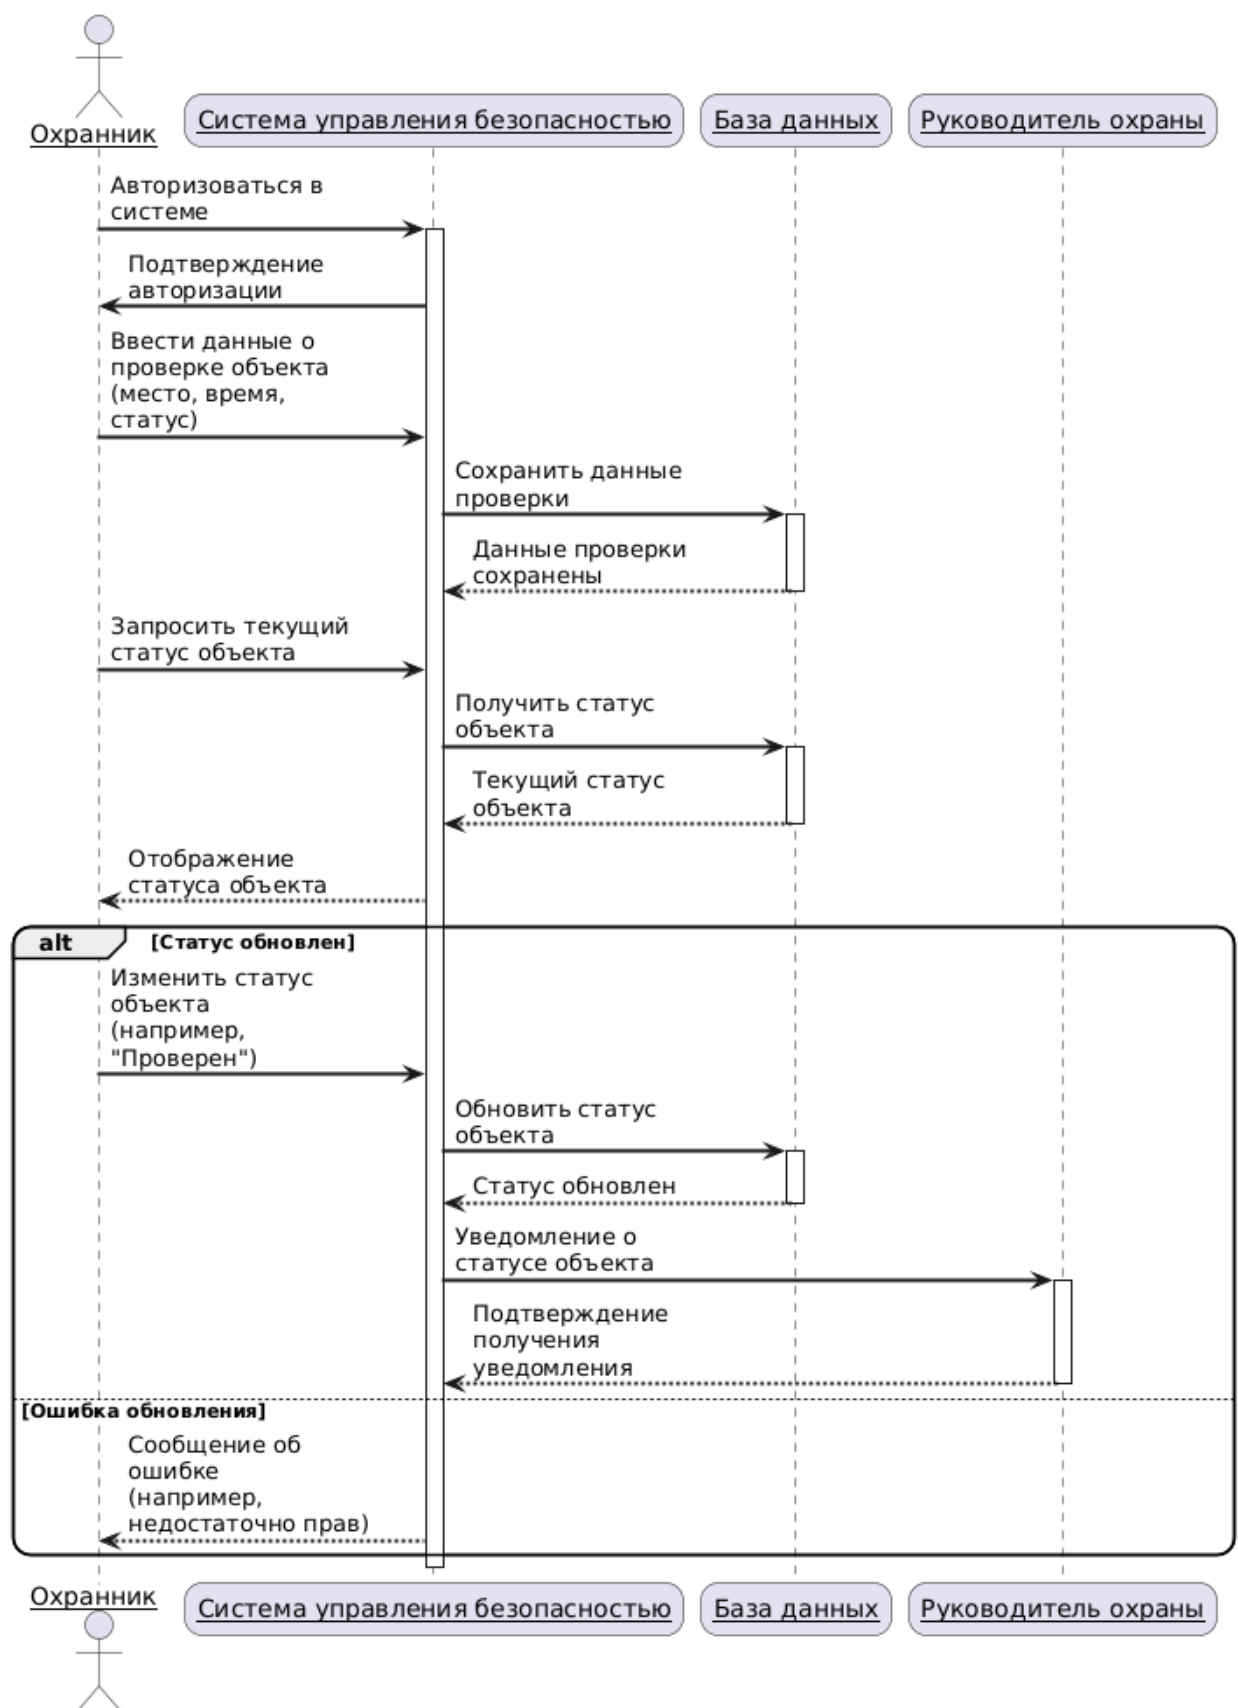 Охранник
Система управления безопасностью
База данных
Руководитель охраны
Авторизоваться в
системе
Подтверждение
авторизации
Ввести данные о
проверке объекта
(место, время,
статус)
Сохранить данные
проверки
Данные проверки
сохранены
Запросить текущий
статус объекта
Получить статус
объекта
Текущий статус
объекта
Отображение
статуса объекта
alt
[Статус обновлен]
Изменить статус
объекта
(например,
"Проверен")
Обновить статус
объекта
Статус обновлен
Уведомление о
статусе объекта
Подтверждение
получения
уведомления
[Ошибка обновления]
Сообщение об
ошибке
(например,
недостаточно прав)
Охранник
Система управления безопасностью
База данных
Руководитель охраны